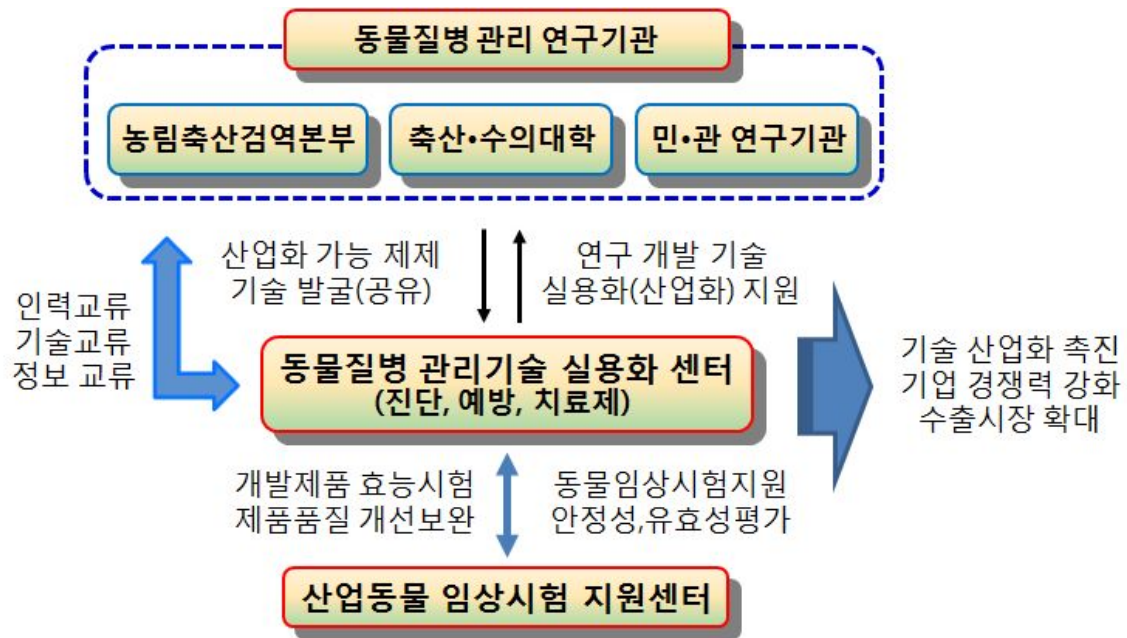 동물질병 관리 연구기관
농림축산검역본부
축산•수의대학
민•관 연구기관
인력교류
기술교류
정보 교류
산업화 가능 제제
기술 발굴(공유)
연구 개발 기술
실용화(산업화) 지원
동물질병 관리기술 실용화 센터
(진단, 예방, 치료제)
기술 산업화 촉진
기업 경쟁력 강화
수출시장 확대
개발제품 효능시험
제품품질 개선보완
동물임상시험지원
안정성,유효성평가
산업동물 임상시험 지원센터